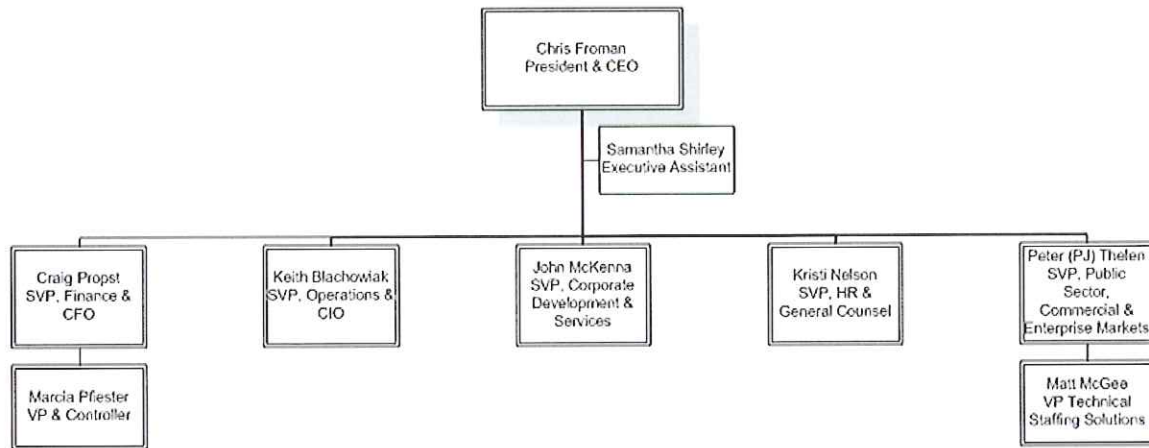 Chris Froman
President & CEO
Samantha Shirley
Executive Assistant
Craig Propst
SVP, Finance &
CFO
Keith Blachowiak
SVP, Operations &
CIO
John McKenna
SVP, Corporate
Development &
Services
Kristi Nelson
SVP, HR &
General Counsel
Peter (PJ) Thelen
SVP, Public
Sector,
Commercial &
Enterprise Markets
Marcia Pfiester
VP & Controller
Matt McGee
VP Technical
Staffing Solutions